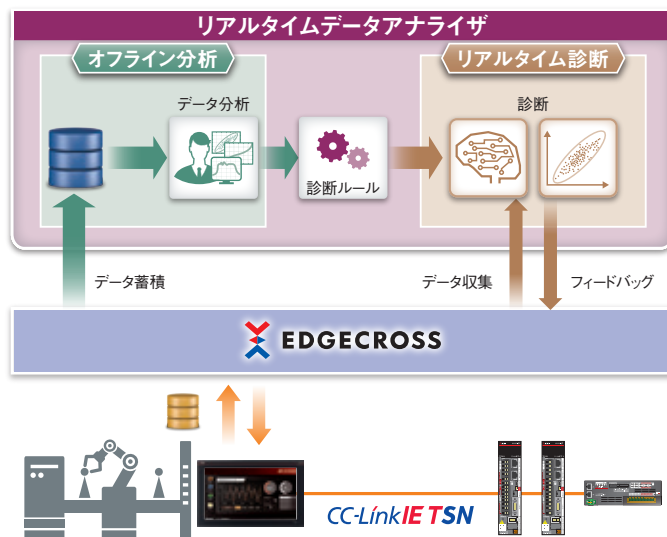 リアルタイムデータアナライザ
オフライン分析
リアルタイム診断
データ分析
診断
診断ルール
データ蓄積
データ収集
フィードバッグ
EDGECROSS
CC-Link IE TSN